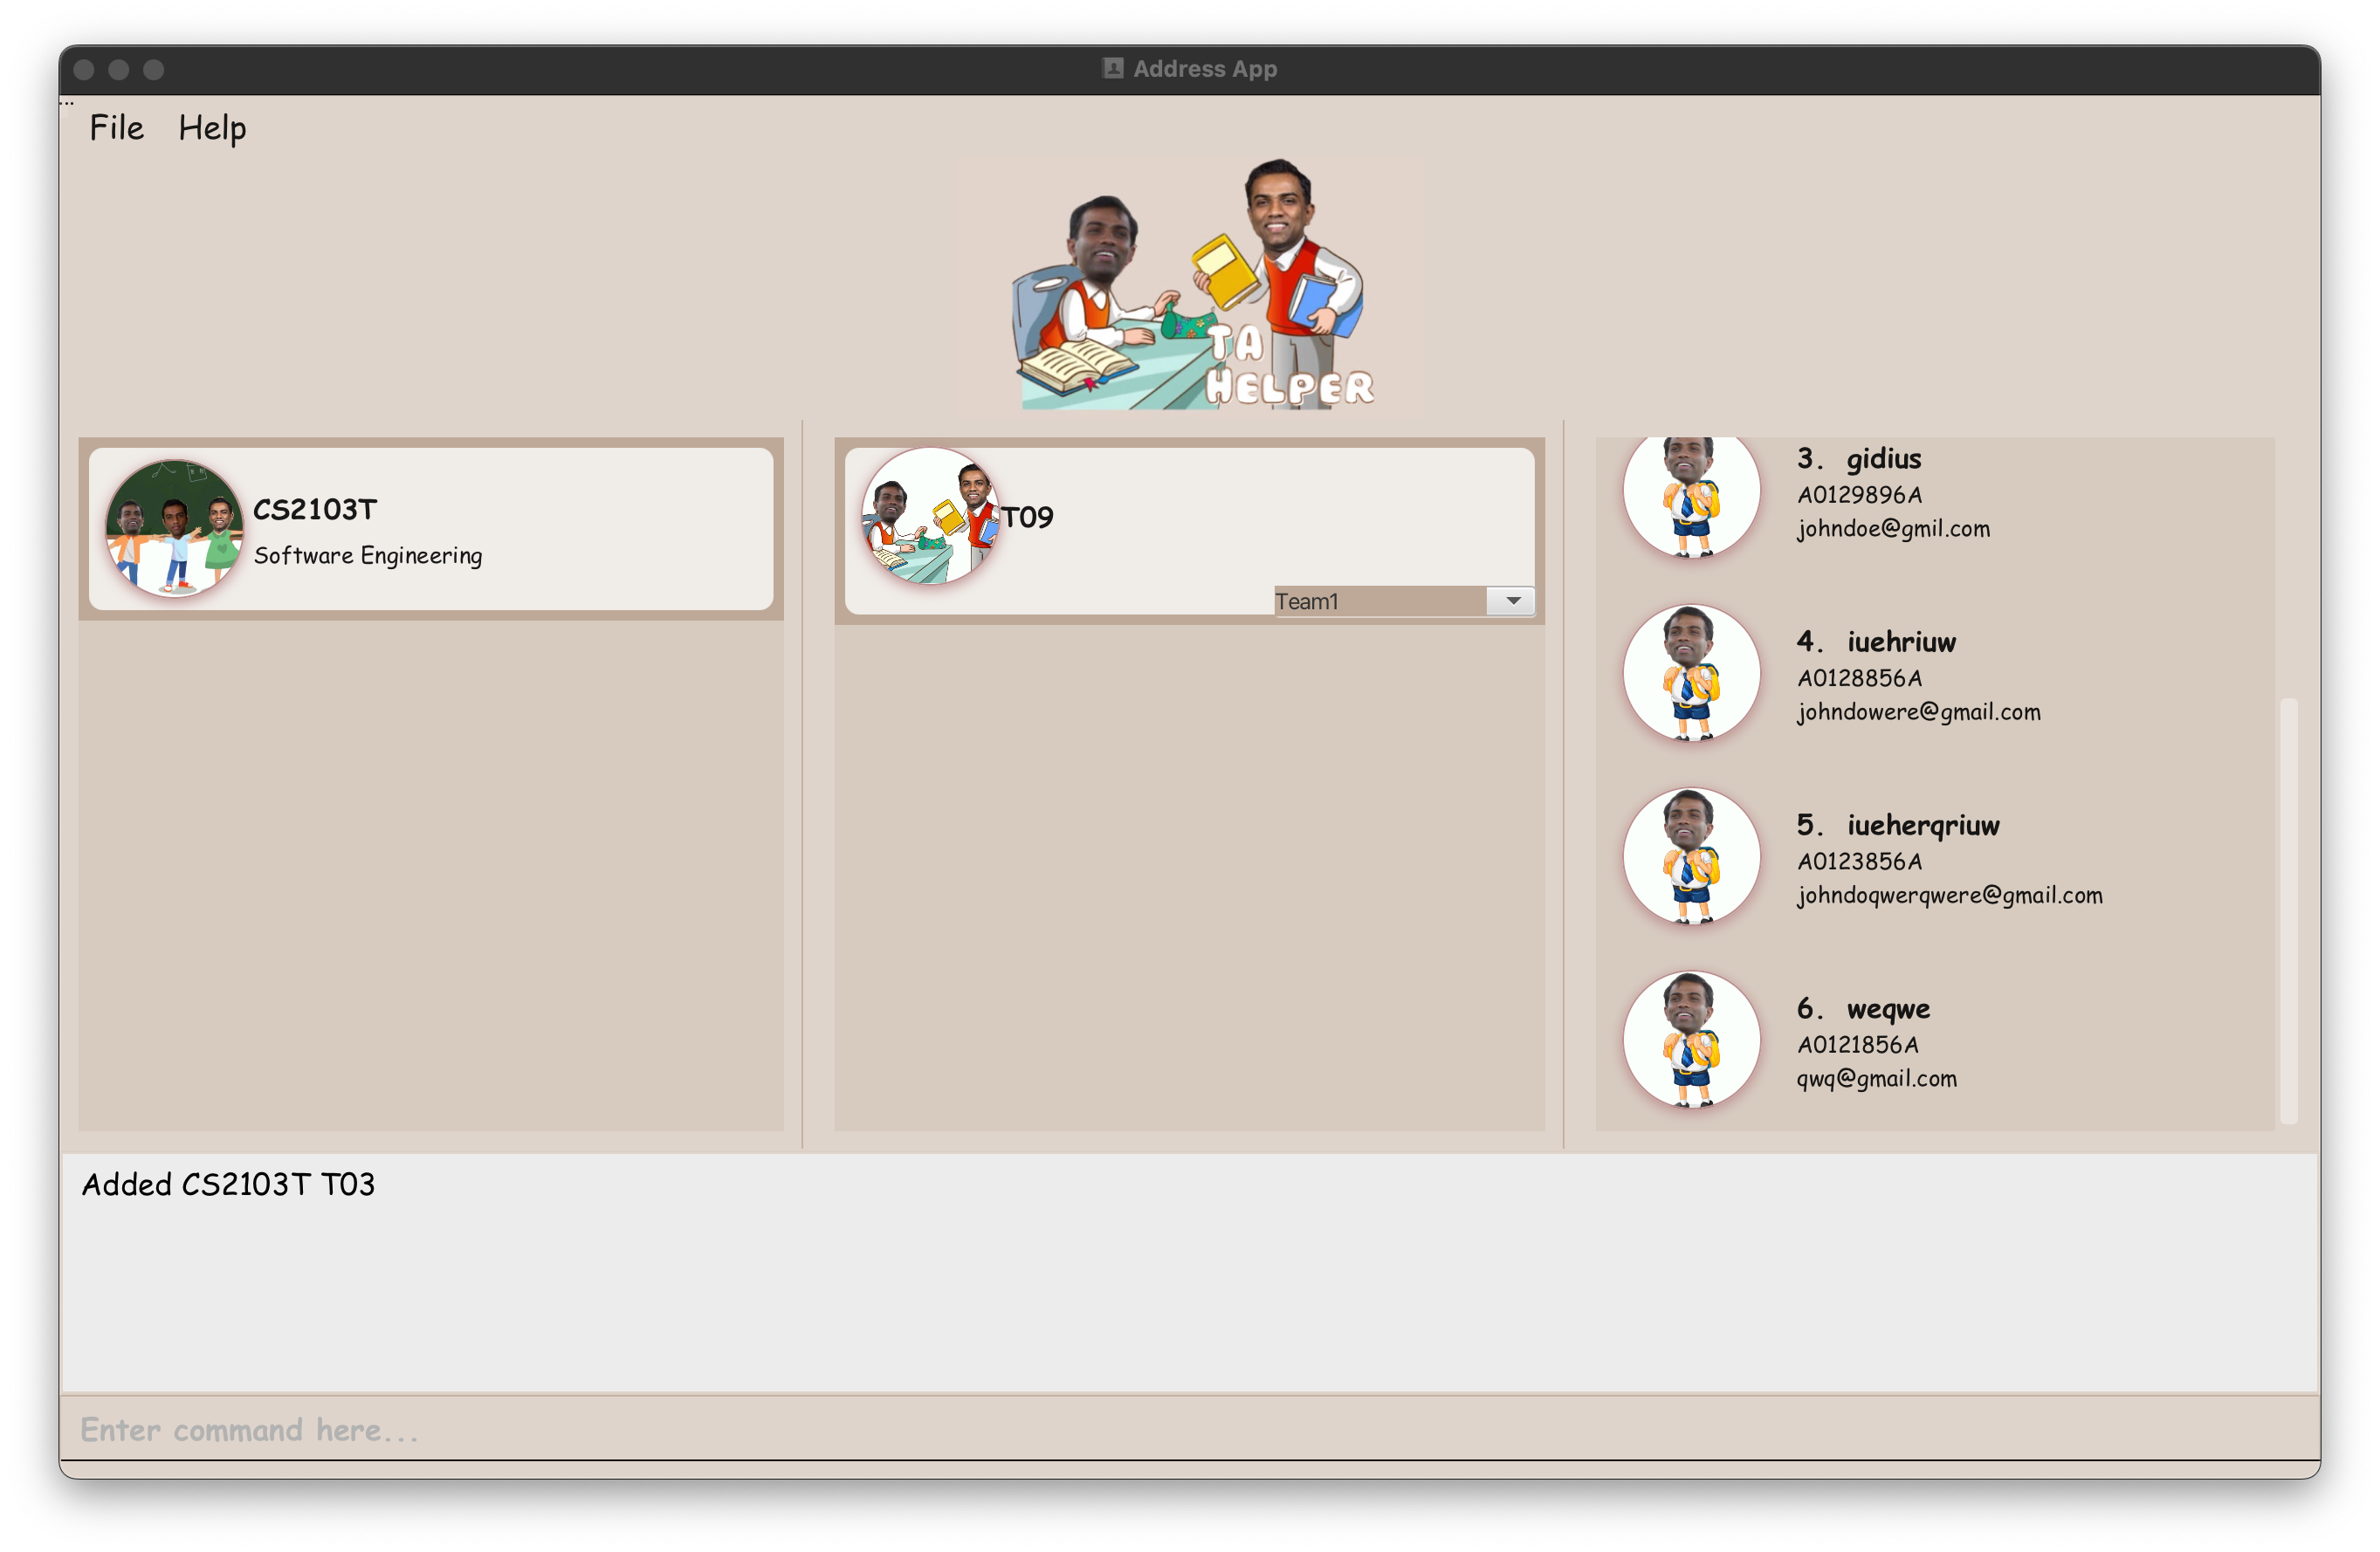 Address App
...
File Help
TA
HELPER
CS2103T
Software Engineering
T09
Team1
3. gidius
A0129896A
johndoe@gmil.com
4. iuehriuw
A0128856A
johndowere@gmail.com
5. iueherqriuw
A0123856A
johndoqwerqwere@gmail.com
6. weqwe
A0121856A
qwq@gmail.com
Added CS2103T T03
Enter command here...